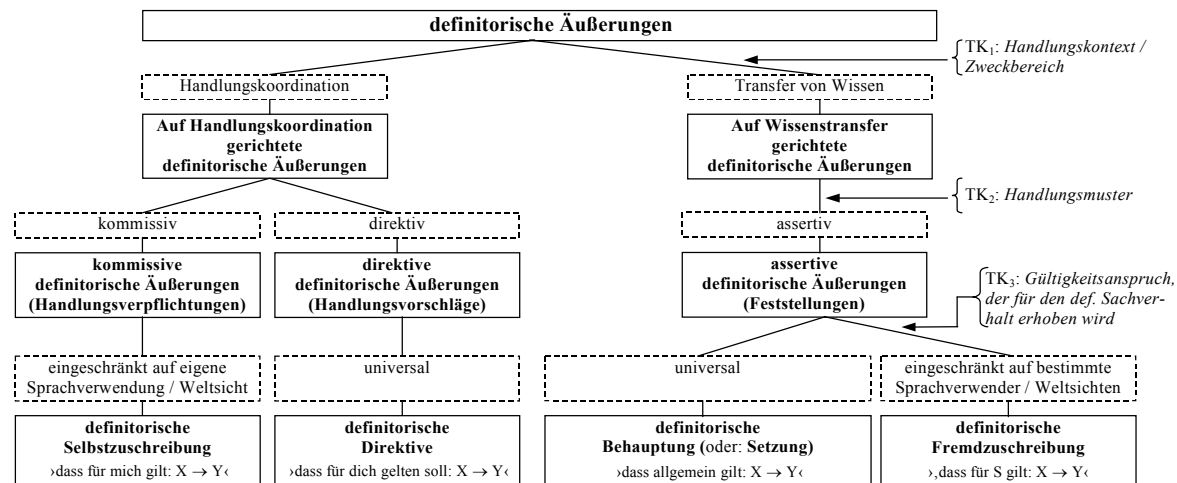 definitorische Äußerungen
TK₁: Handlungskontext /
Zweckbereich
Handlungskoordination
Transfer von Wissen
Auf Handlungskoordination
gerichtete
definitorische Äußerungen
Auf Wissenstransfer
gerichtete
definitorische Äußerungen
TK₂: Handlungsmuster
kommissiv
direktiv
assertiv
kommissive
definitorische Äußerungen
(Handlungsverpflichtungen)
direktive
definitorische Äußerungen
(Handlungsvorschläge)
assertive
definitorische Äußerungen
(Feststellungen)
TK₃: Gültigkeitsanspruch,
der für den def. Sachver-
halt erhoben wird
eingeschränkt auf eigene
Sprachverwendung / Weltsicht
universal
universal
eingeschränkt auf bestimmte
Sprachverwender / Weltsichten
definitorische
Selbstzuschreibung
›dass für mich gilt: X → Y‹
definitorische
Direktive
›dass für dich gelten soll: X → Y‹
definitorische
Behauptung (oder: Setzung)
›dass allgemein gilt: X → Y‹
definitorische
Fremdzuschreibung
›‚dass für S gilt: X → Y‹